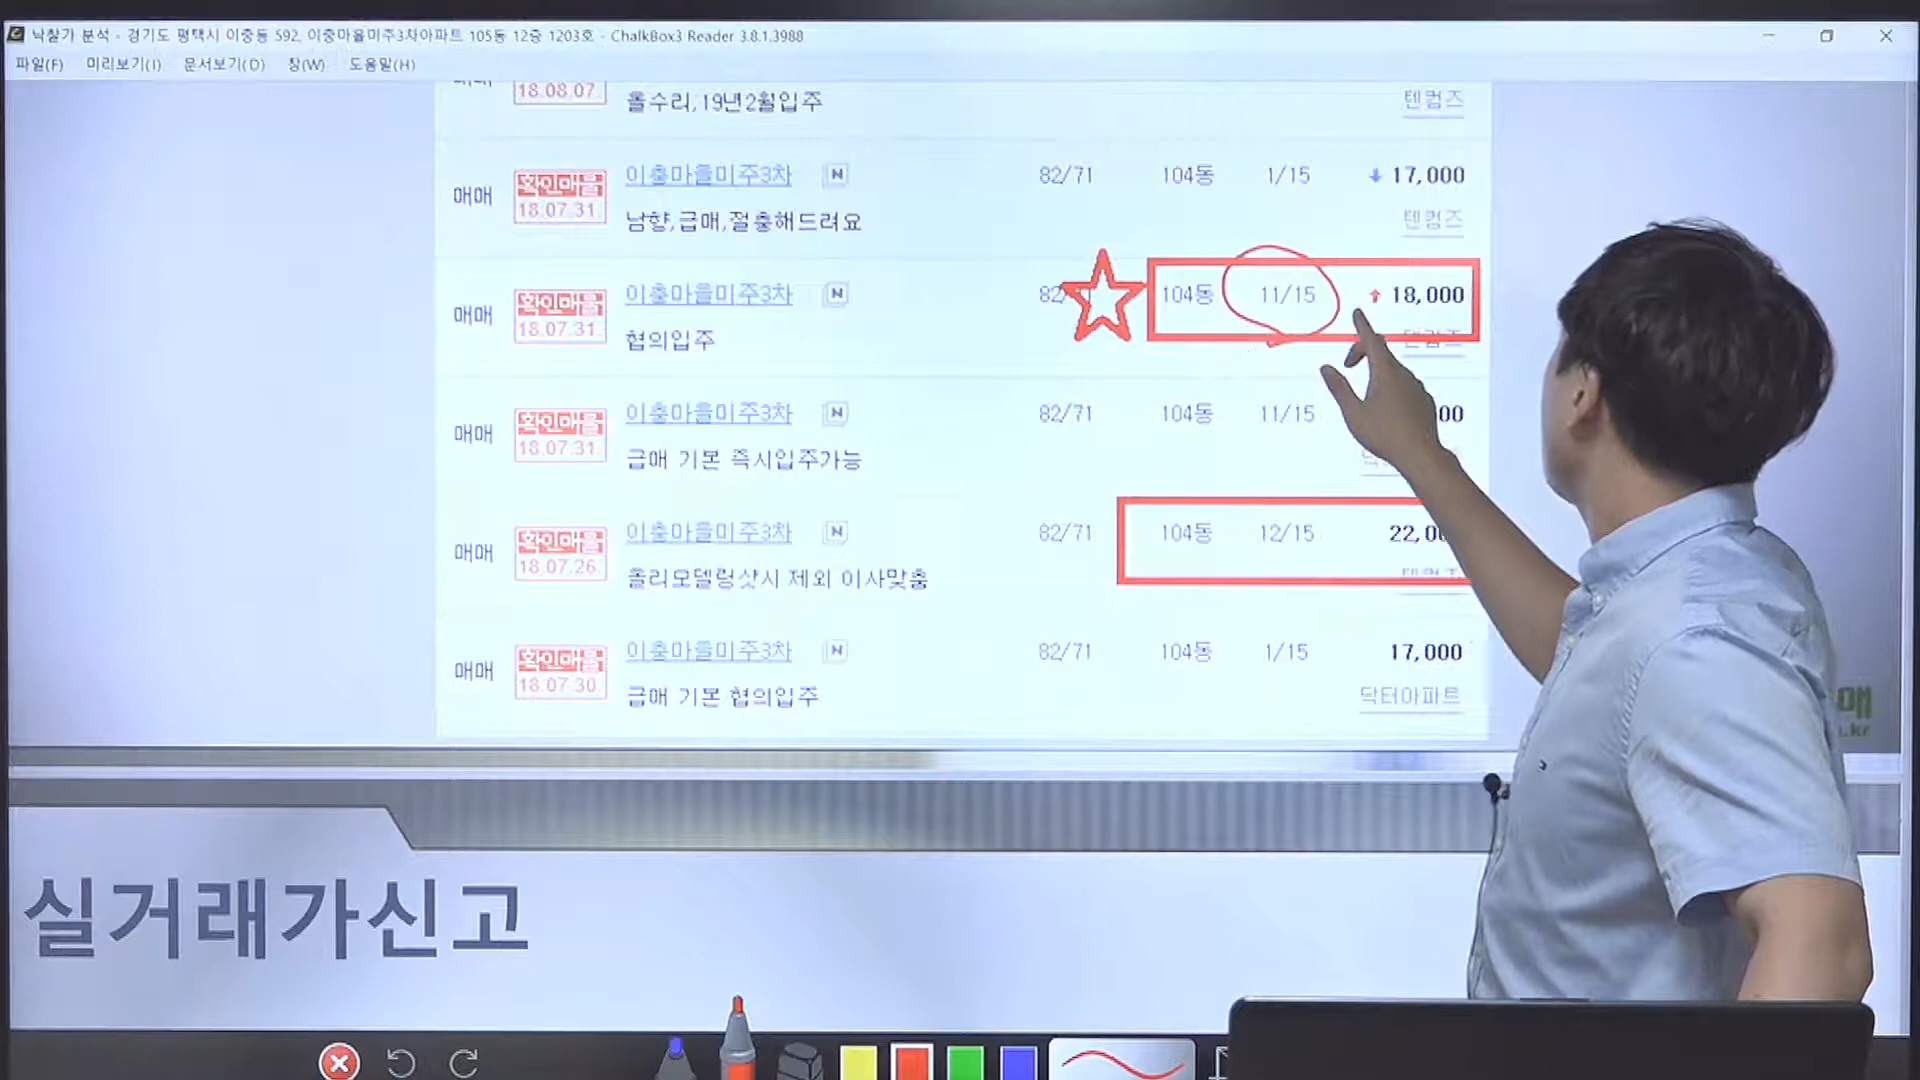 낙찰가 분석 - 경기도 평택시 이충동 592, 이충마을미주3차아파트 105동 12층 1203호 - ChalkBox3 Reader 3.8.1.3988
파일(F) 미리보기(I) 문서보기(D) 창(W) 도움말(H)
18.08.07.
올수리,19년2월입주 텐컴즈
매매 확인매물 이충마을미주3차 N 82/71 104동 1/15 ↓ 17,000
18.07.31. 남향,급매,절충해드려요 텐컴즈
매매 확인매물 이충마을미주3차 N 82/ 104동 11/15 ↑ 18,000
18.07.31. 협의입주 텐컴즈
매매 확인매물 이충마을미주3차 N 82/71 104동 11/15 00
18.07.31. 급매 기본 즉시입주가능
매매 확인매물 이충마을미주3차 N 82/71 104동 12/15 22,0
18.07.26. 올리모델링샷시 제외 이사맞춤 텐컴즈
매매 확인매물 이충마을미주3차 N 82/71 104동 1/15 17,000
18.07.30. 급매 기본 협의입주 닥터아파트
매
.kr
실거래가신고